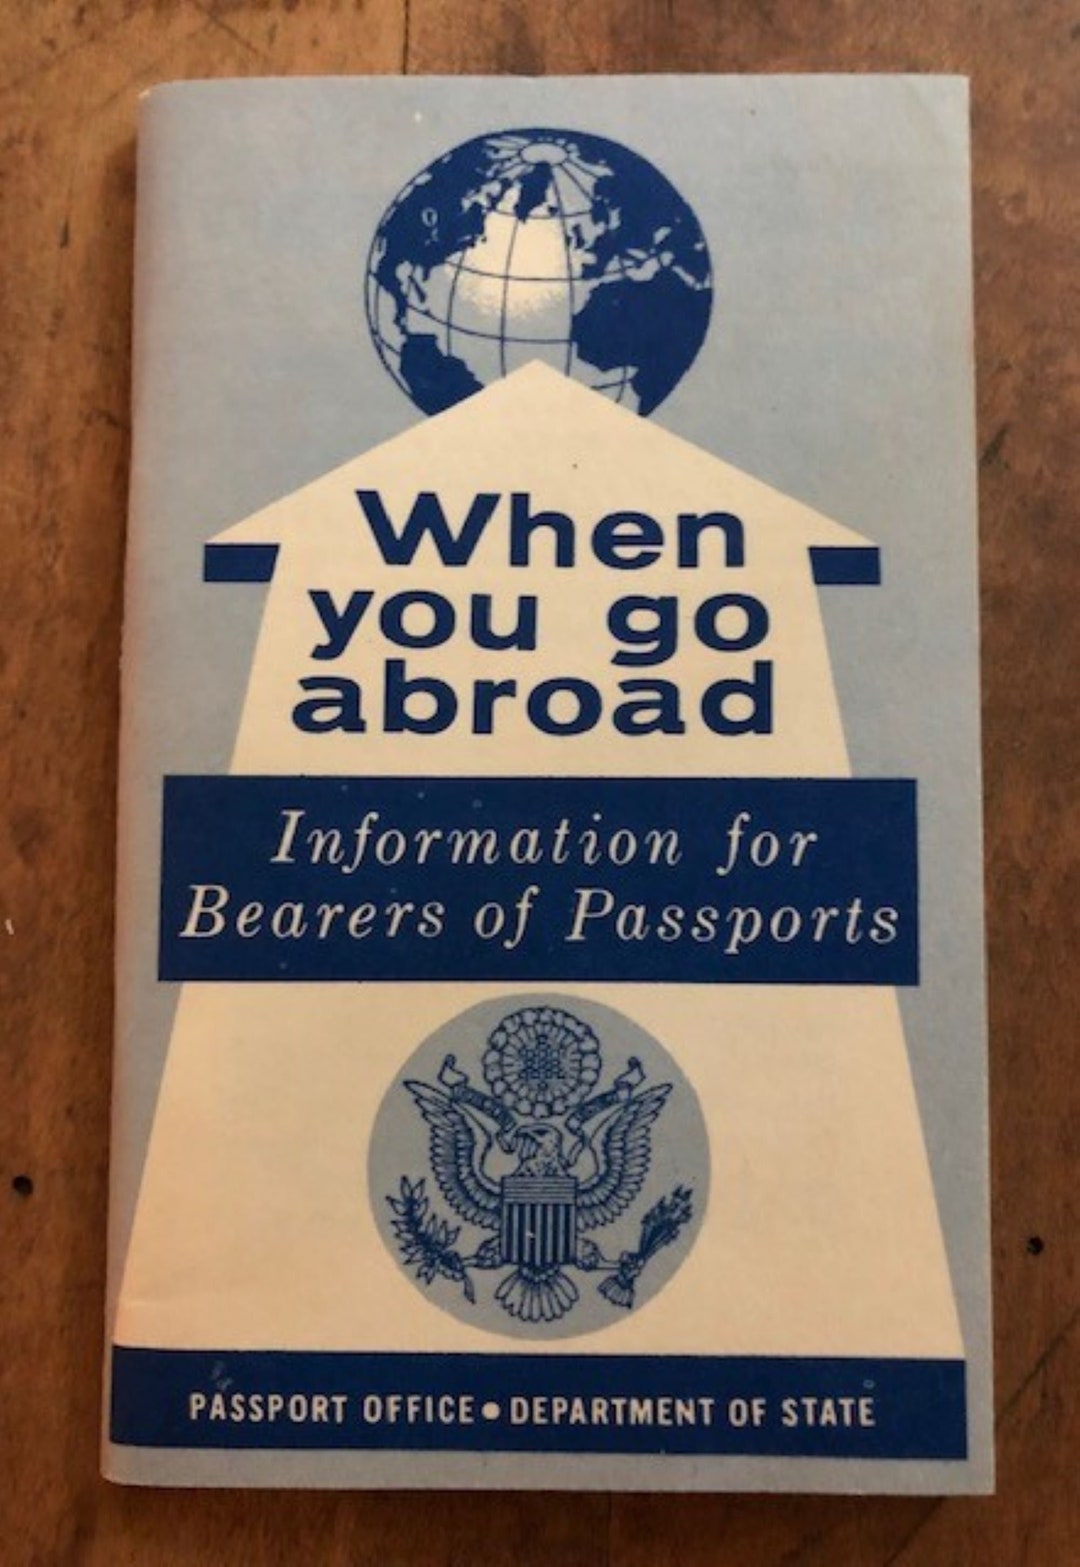 When
you go
abroad
Information for
Bearers of Passports
PASSPORT OFFICE • DEPARTMENT OF STATE